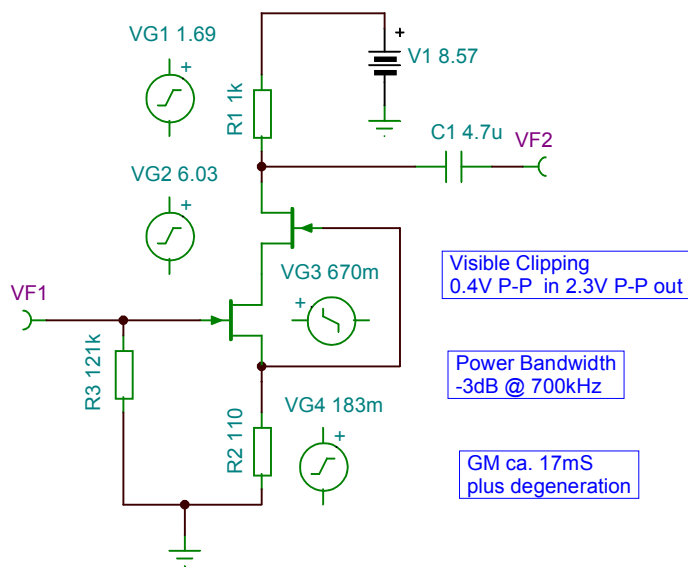 VG1 1.69
V1 8.57
R1 1k
C1 4.7u
VF2
VG2 6.03
Visible Clipping
0.4V P-P in 2.3V P-P out
VG3 670m
VF1
R3 121k
Power Bandwidth
-3dB @ 700kHz
R2 110
VG4 183m
GM ca. 17mS
plus degeneration